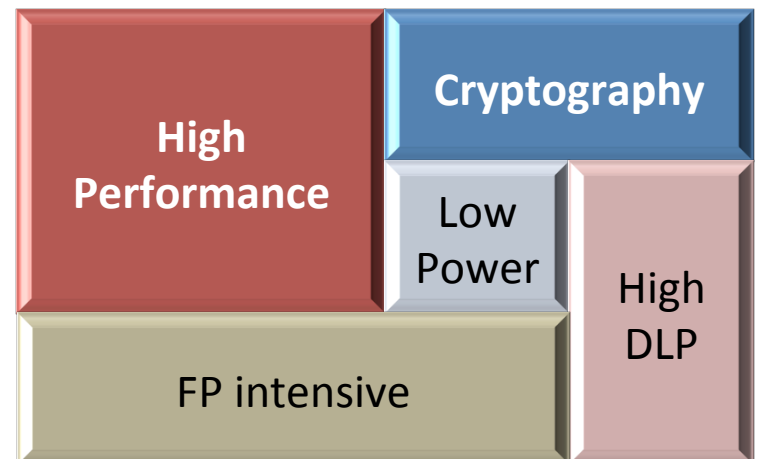 High
Performance
Cryptography
Low
Power
High
DLP
FP intensive